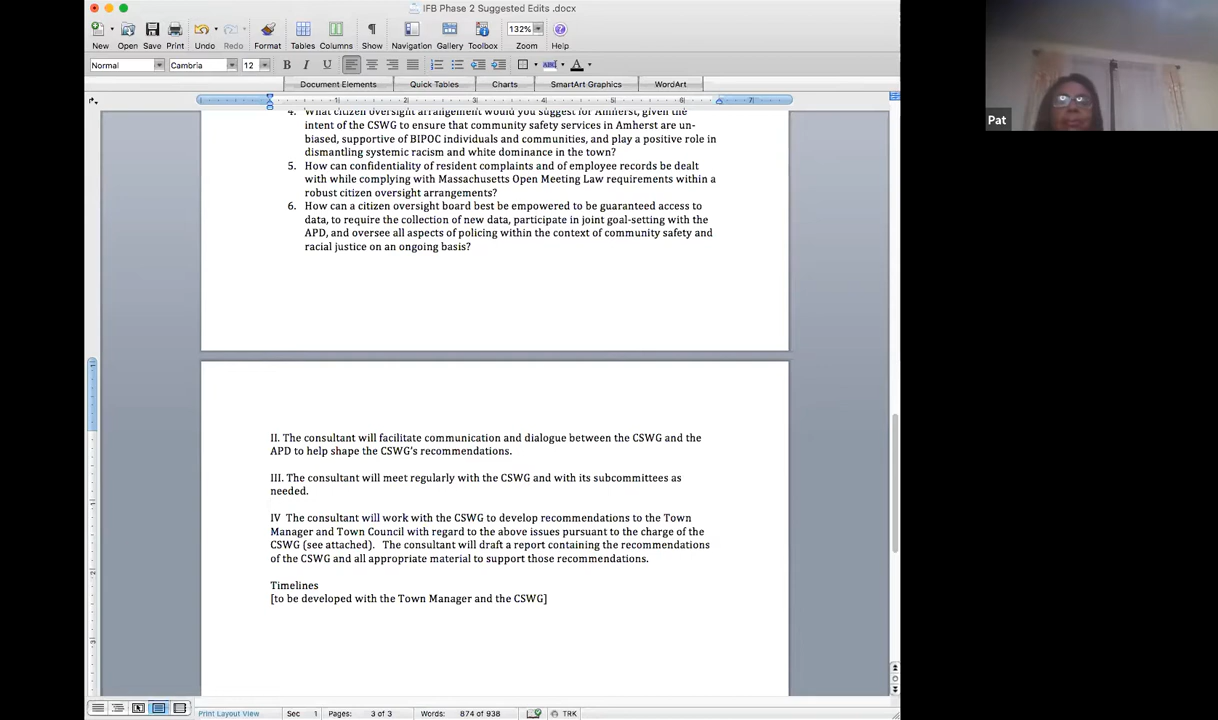 IFB Phase 2 Suggested Edits .docx
132%
New Open Save Print Undo Redo Format Tables Columns Show Navigation Gallery Toolbox Zoom Help
Normal Cambria 12 B I U
Document Elements Quick Tables Charts SmartArt Graphics WordArt
4. What citizen oversight arrangement would you suggest for Amherst, given the
intent of the CSWG to ensure that community safety services in Amherst are un-
biased, supportive of BIPOC individuals and communities, and play a positive role in
dismantling systemic racism and white dominance in the town?
5. How can confidentiality of resident complaints and of employee records be dealt
with while complying with Massachusetts Open Meeting Law requirements within a
robust citizen oversight arrangements?
6. How can a citizen oversight board best be empowered to be guaranteed access to
data, to require the collection of new data, participate in joint goal-setting with the
APD, and oversee all aspects of policing within the context of community safety and
racial justice on an ongoing basis?
II. The consultant will facilitate communication and dialogue between the CSWG and the
APD to help shape the CSWG's recommendations.
III. The consultant will meet regularly with the CSWG and with its subcommittees as
needed.
IV The consultant will work with the CSWG to develop recommendations to the Town
Manager and Town Council with regard to the above issues pursuant to the charge of the
CSWG (see attached). The consultant will draft a report containing the recommendations
of the CSWG and all appropriate material to support those recommendations.
Timelines
[to be developed with the Town Manager and the CSWG]
Print Layout View Sec 1 Pages: 3 of 3 Words: 874 of 938 TRK
Pat